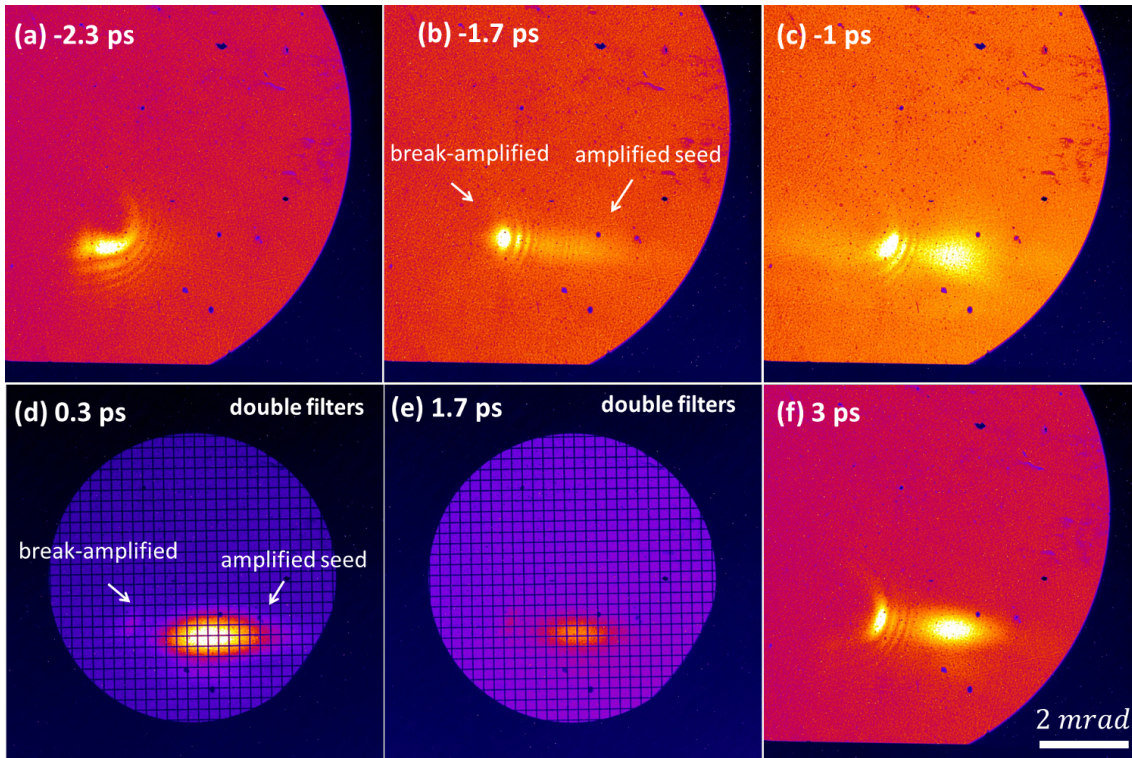 (a) -2.3 ps
(b) -1.7 ps
(c) -1 ps
break-amplified
amplified seed
(d) 0.3 ps
double filters
(e) 1.7 ps
double filters
(f) 3 ps
break-amplified
amplified seed
2 mrad